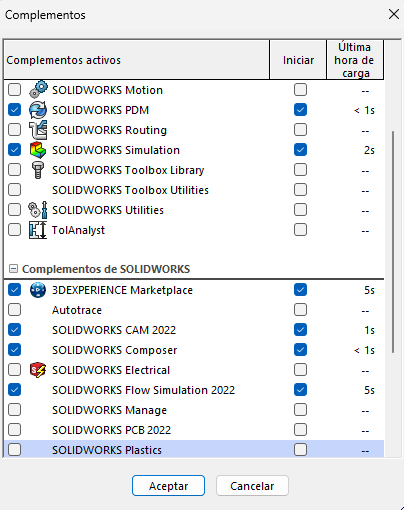 Complementos
Complementos activos Iniciar Última hora de carga
SOLIDWORKS Motion --
SOLIDWORKS PDM < 1s
SOLIDWORKS Routing --
SOLIDWORKS Simulation 2s
SOLIDWORKS Toolbox Library --
SOLIDWORKS Toolbox Utilities --
SOLIDWORKS Utilities --
TolAnalyst --
Complementos de SOLIDWORKS
3DEXPERIENCE Marketplace 5s
Autotrace --
SOLIDWORKS CAM 2022 1s
SOLIDWORKS Composer < 1s
SOLIDWORKS Electrical --
SOLIDWORKS Flow Simulation 2022 5s
SOLIDWORKS Manage --
SOLIDWORKS PCB 2022 --
SOLIDWORKS Plastics --
Aceptar Cancelar